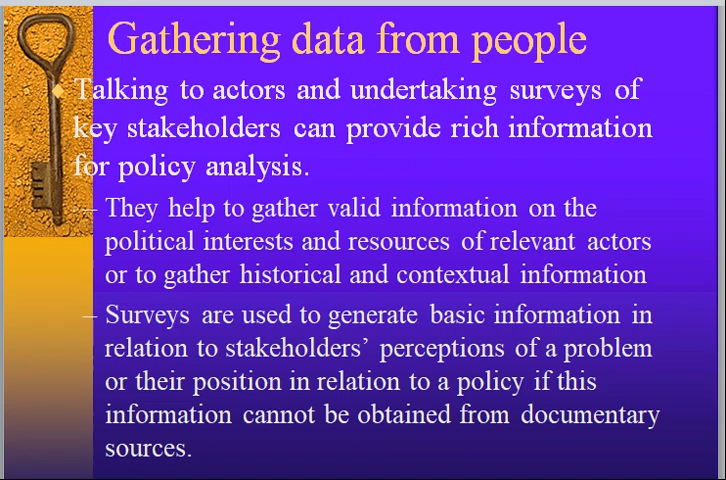 Gathering data from people
Talking to actors and undertaking surveys of
key stakeholders can provide rich information
for policy analysis.
– They help to gather valid information on the
political interests and resources of relevant actors
or to gather historical and contextual information
– Surveys are used to generate basic information in
relation to stakeholders’ perceptions of a problem
or their position in relation to a policy if this
information cannot be obtained from documentary
sources.